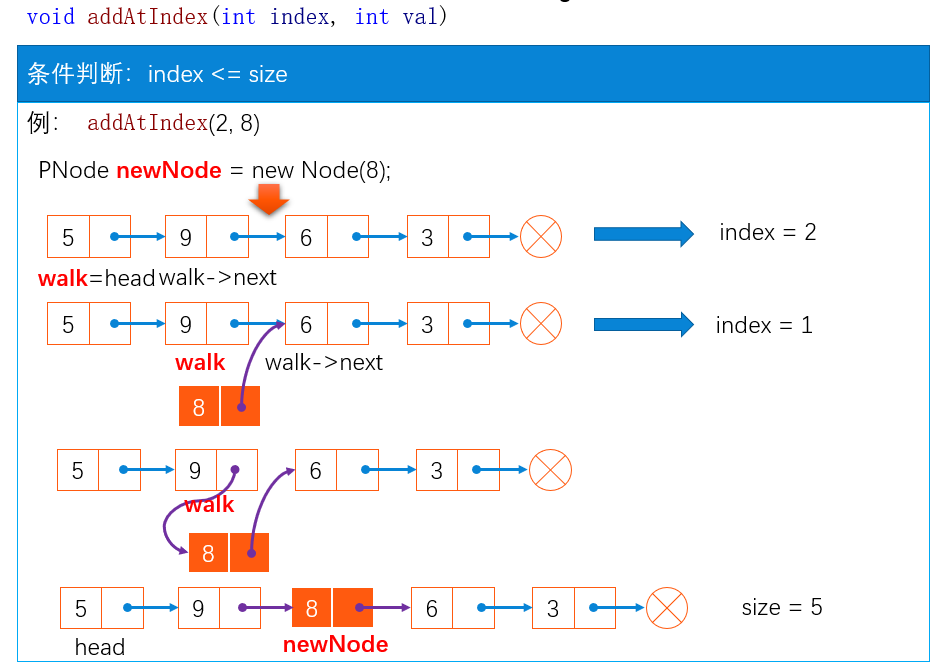 void addAtIndex(int index, int val)
条件判断：index <= size
例： addAtIndex(2, 8)
PNode newNode = new Node(8);
5 9 6 3 index = 2
walk=head walk->next
5 9 6 3 index = 1
walk walk->next
8
5 9 6 3
walk
8
5 9 8 6 3 size = 5
head newNode